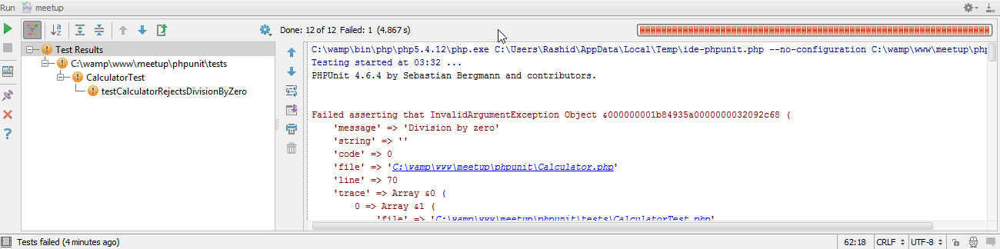 Run meetup
Done: 12 of 12 Failed: 1 (4.867 s)
Test Results
C:\wamp\www\meetup\phpunit\tests
CalculatorTest
testCalculatorRejectsDivisionByZero
C:\wamp\bin\php\php5.4.12\php.exe C:\Users\Rashid\AppData\Local\Temp\ide-phpunit.php --no-configuration C:\wamp\www\meetup\php
Testing started at 03:32 ...
PHPUnit 4.6.4 by Sebastian Bergmann and contributors.
Failed asserting that InvalidArgumentException Object &000000001b84935a0000000032092c68 (
'message' => 'Division by zero'
'string' => ''
'code' => 0
'file' => 'C:\wamp\www\meetup\phpunit\Calculator.php'
'line' => 70
'trace' => Array &0 (
0 => Array &1 (
'file' => 'C:\wamp\www\meetup\phpunit\tests\CalculatorTest.php'
Tests failed (4 minutes ago)
62:18 CRLF UTF-8